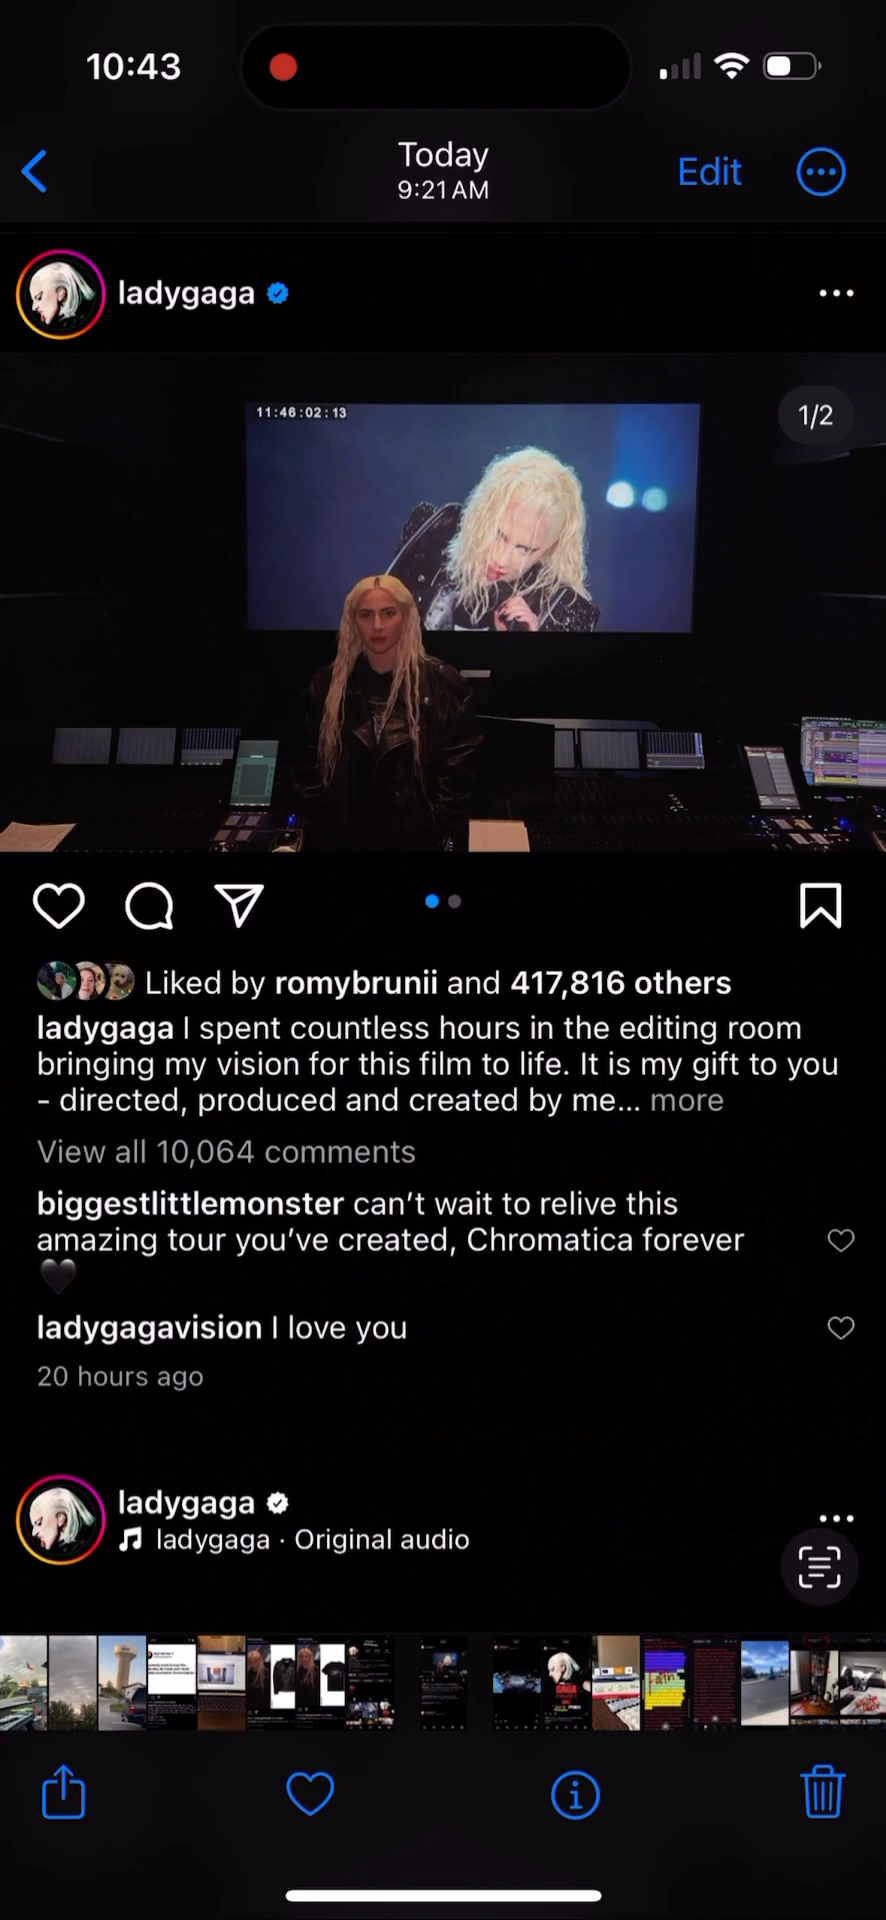 10:43
Today
9:21 AM
Edit
ladygaga
11:46:02:13
1/2
Liked by romybrunii and 417,816 others
ladygaga I spent countless hours in the editing room
bringing my vision for this film to life. It is my gift to you
- directed, produced and created by me... more
View all 10,064 comments
biggestlittlemonster can’t wait to relive this
amazing tour you’ve created, Chromatica forever
🖤
ladygagavision I love you
20 hours ago
ladygaga
ladygaga · Original audio